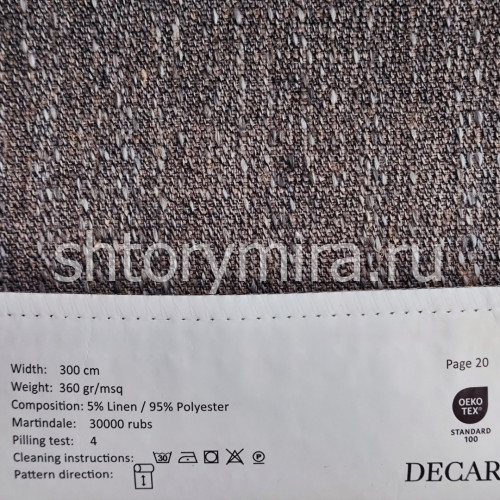 shtorymira.ru
Width: 300 cm
Page 20
Weight: 360 gr/msq
Composition: 5% Linen / 95% Polyester
Martindale: 30000 rubs
Pilling test: 4
Cleaning instructions: 30 P
Pattern direction:
OEKO
TEX®
STANDARD
100
DECAR